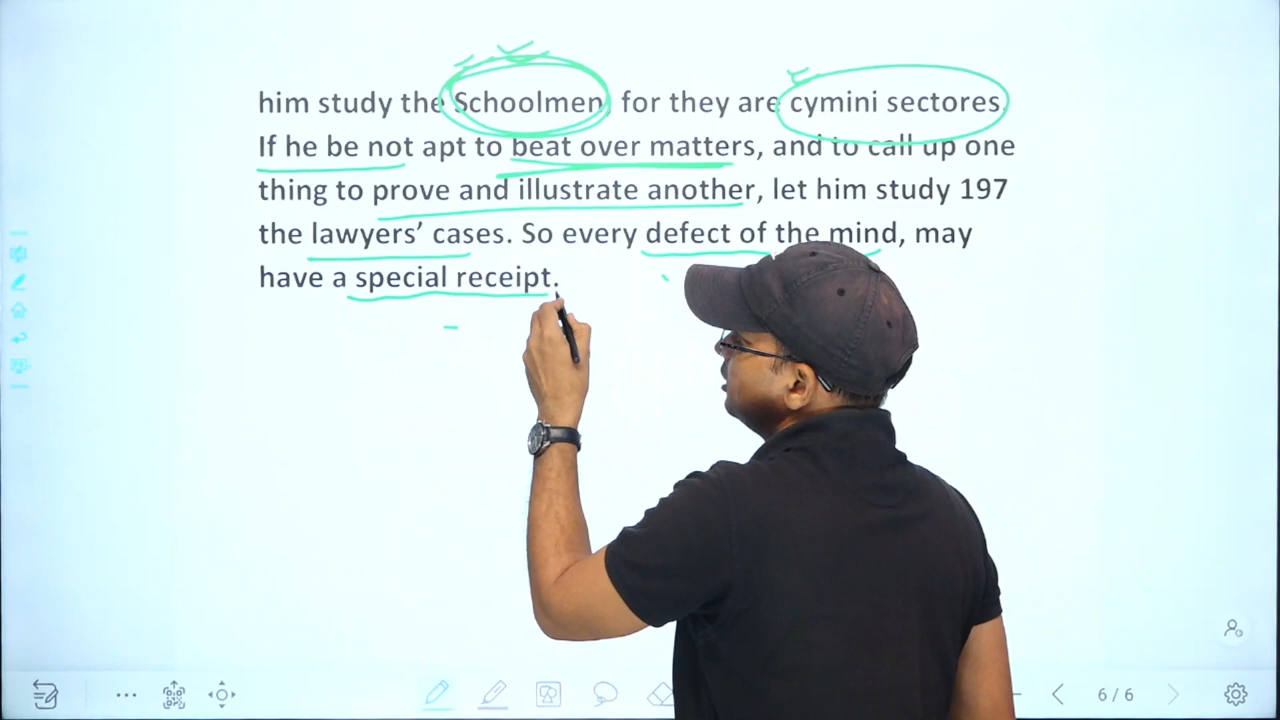 him study the Schoolmen, for they are cymini sectores.
If he be not apt to beat over matters, and to call up one
thing to prove and illustrate another, let him study 197
the lawyers’ cases. So every defect of the mind, may
have a special receipt.
6/6